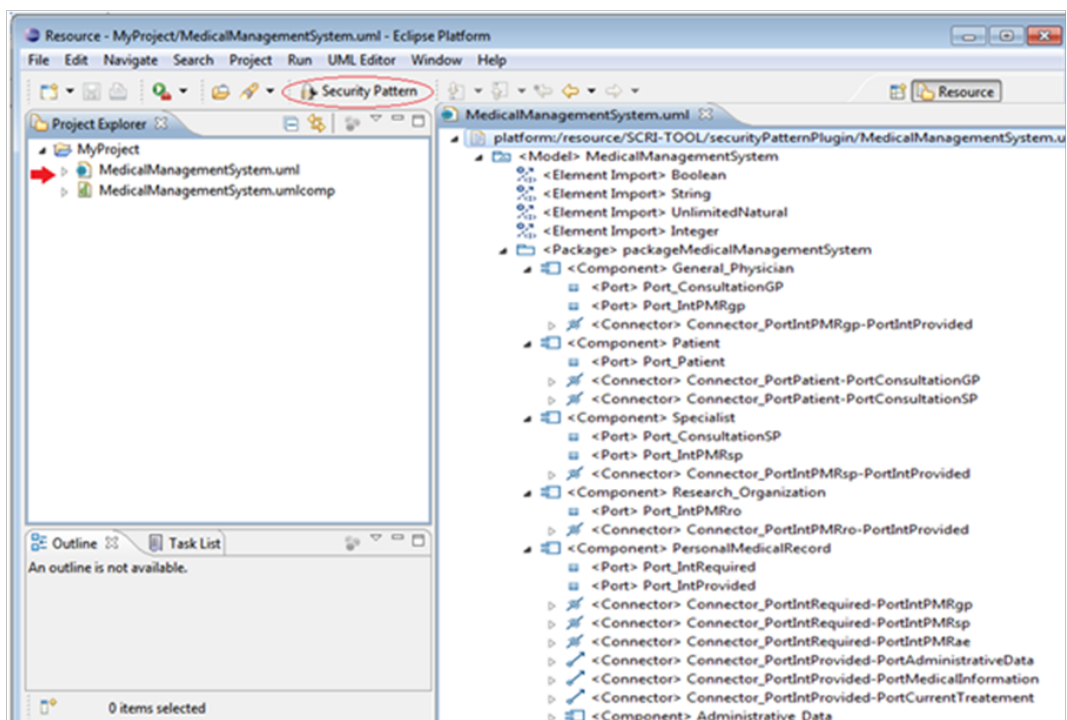 Resource - MyProject/MedicalManagementSystem.uml - Eclipse Platform
File Edit Navigate Search Project Run UML Editor Window Help
Security Pattern
Resource
Project Explorer
MyProject
MedicalManagementSystem.uml
MedicalManagementSystem.umlcomp
Outline
Task List
An outline is not available.
0 items selected
MedicalManagementSystem.uml
platform:/resource/SCRI-TOOL/securityPatternPlugin/MedicalManagementSystem.u
<Model> MedicalManagementSystem
<Element Import> Boolean
<Element Import> String
<Element Import> UnlimitedNatural
<Element Import> Integer
<Package> packageMedicalManagementSystem
<Component> General_Physician
<Port> Port_ConsultationGP
<Port> Port_IntPMRgp
<Connector> Connector_PortIntPMRgp-PortIntProvided
<Component> Patient
<Port> Port_Patient
<Connector> Connector_PortPatient-PortConsultationGP
<Connector> Connector_PortPatient-PortConsultationSP
<Component> Specialist
<Port> Port_ConsultationSP
<Port> Port_IntPMRsp
<Connector> Connector_PortIntPMRsp-PortIntProvided
<Component> Research_Organization
<Port> Port_IntPMRro
<Connector> Connector_PortIntPMRro-PortIntProvided
<Component> PersonalMedicalRecord
<Port> Port_IntRequired
<Port> Port_IntProvided
<Connector> Connector_PortIntRequired-PortIntPMRgp
<Connector> Connector_PortIntRequired-PortIntPMRsp
<Connector> Connector_PortIntRequired-PortIntPMRae
<Connector> Connector_PortIntProvided-PortAdministrativeData
<Connector> Connector_PortIntProvided-PortMedicalInformation
<Connector> Connector_PortIntProvided-PortCurrentTreatement
<Component> Administrative_Data